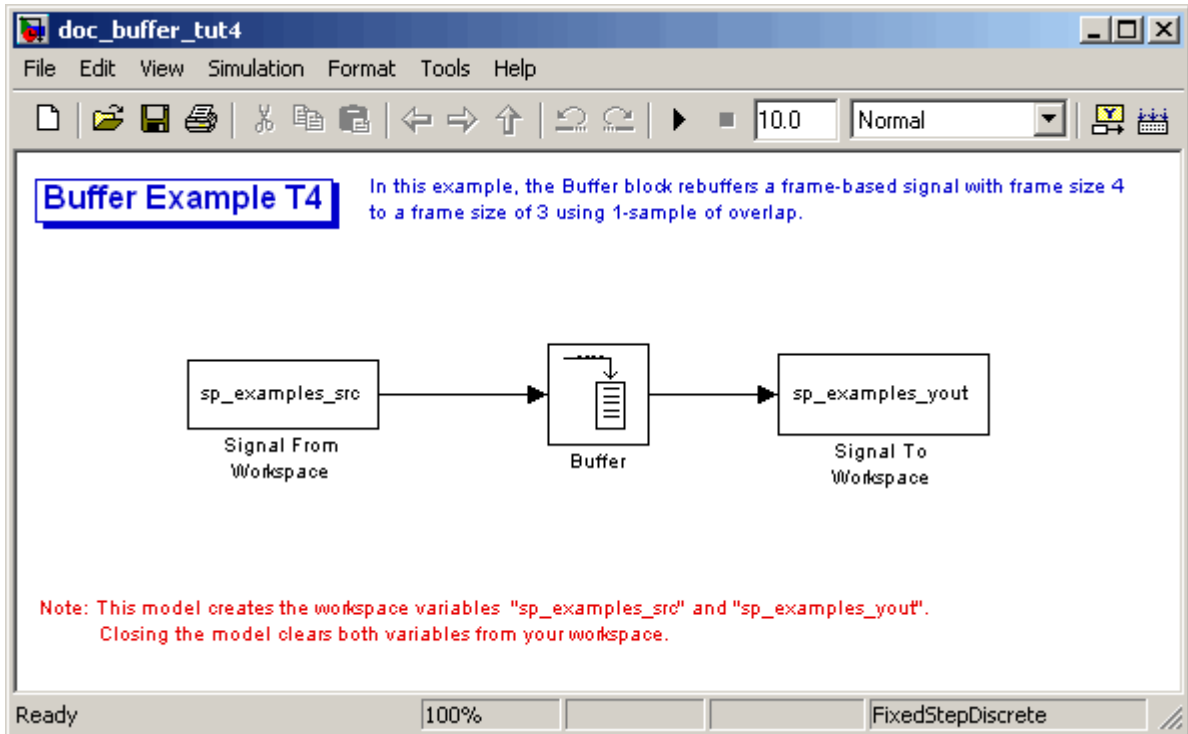 doc_buffer_tut4
File Edit View Simulation Format Tools Help
10.0 Normal
Buffer Example T4
In this example, the Buffer block rebuffers a frame-based signal with frame size 4
to a frame size of 3 using 1-sample of overlap.
sp_examples_src
Signal From
Workspace
Buffer
sp_examples_yout
Signal To
Workspace
Note: This model creates the workspace variables "sp_examples_src" and "sp_examples_yout".
Closing the model clears both variables from your workspace.
Ready 100% FixedStepDiscrete